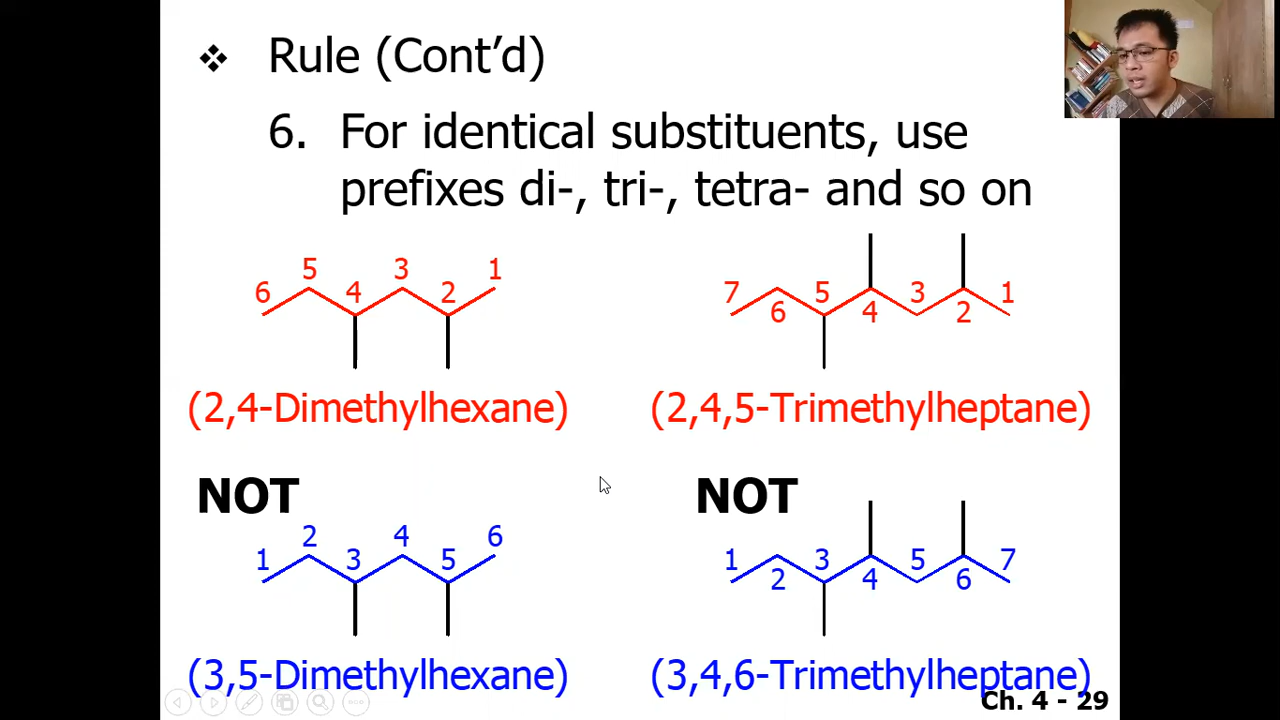 ❖ Rule (Cont’d)
6. For identical substituents, use
prefixes di-, tri-, tetra- and so on
6 5 4 3 2 1
7 6 5 4 3 2 1
(2,4-Dimethylhexane)
(2,4,5-Trimethylheptane)
NOT
NOT
1 2 3 4 5 6
1 2 3 4 5 6 7
(3,5-Dimethylhexane)
(3,4,6-Trimethylheptane)
Ch. 4 - 29